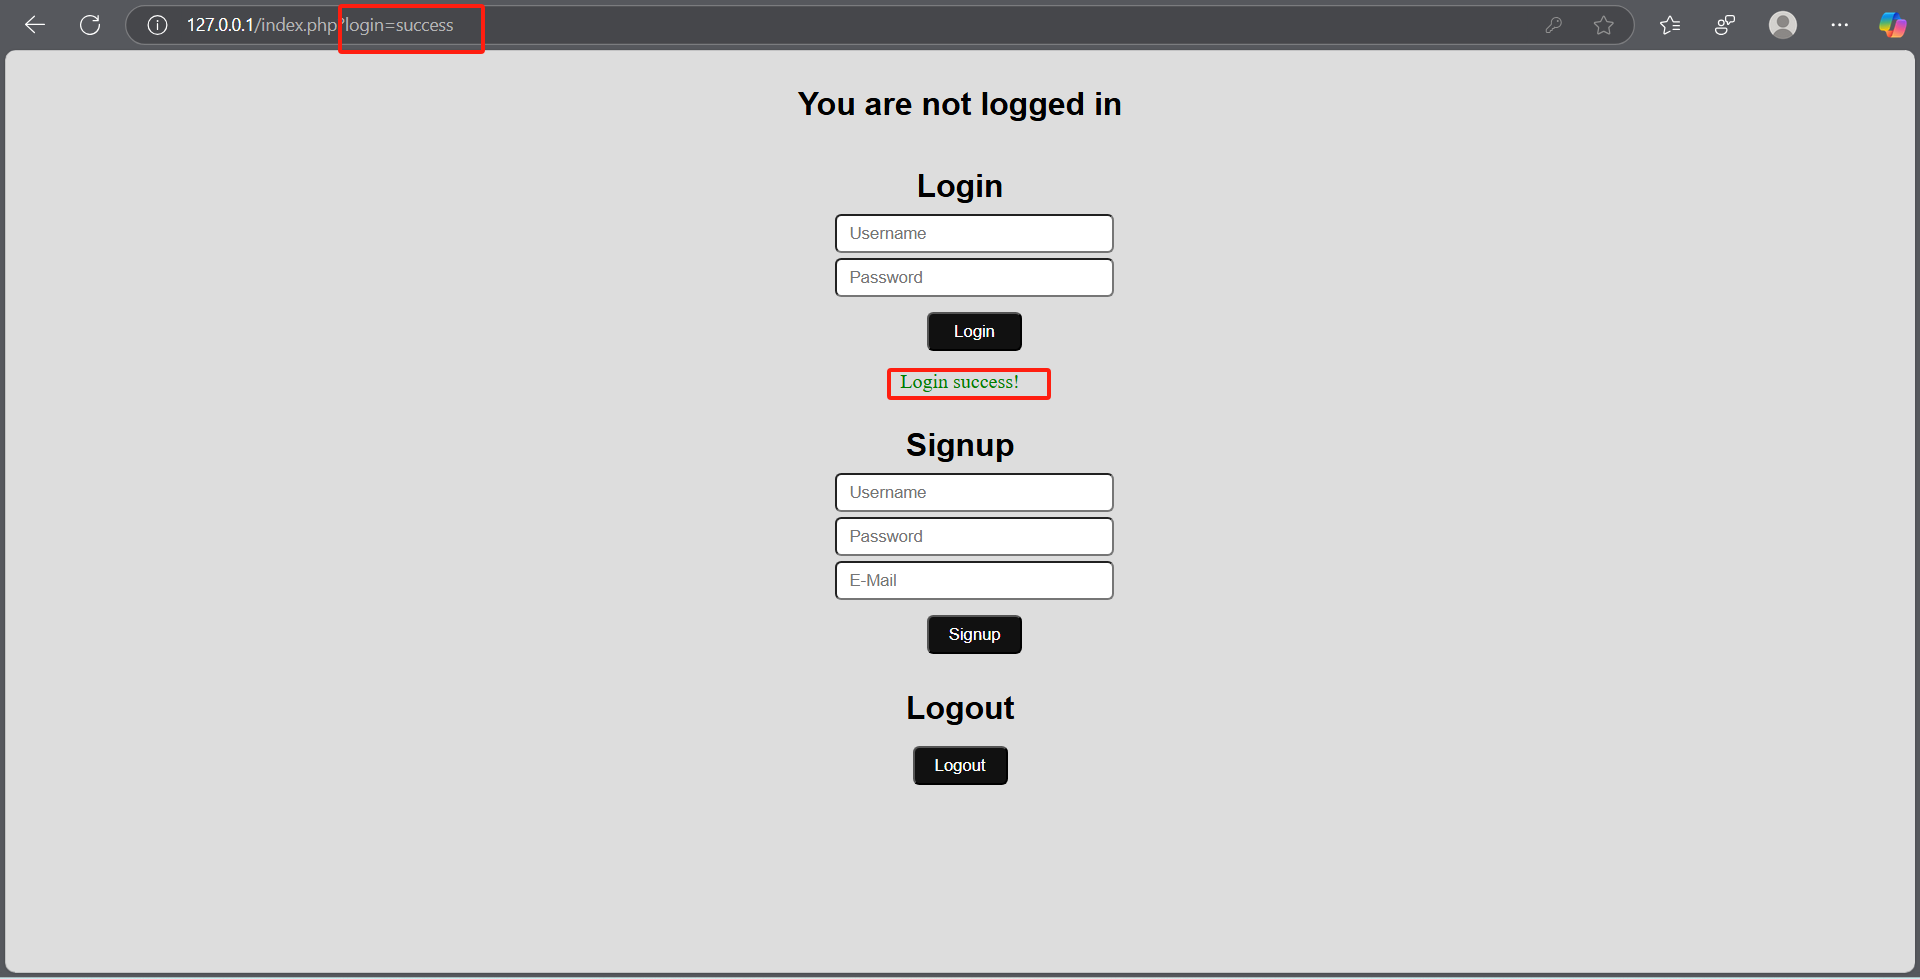 127.0.0.1/index.php?login=success
You are not logged in
Login
Username
Password
Login
Login success!
Signup
Username
Password
E-Mail
Signup
Logout
Logout